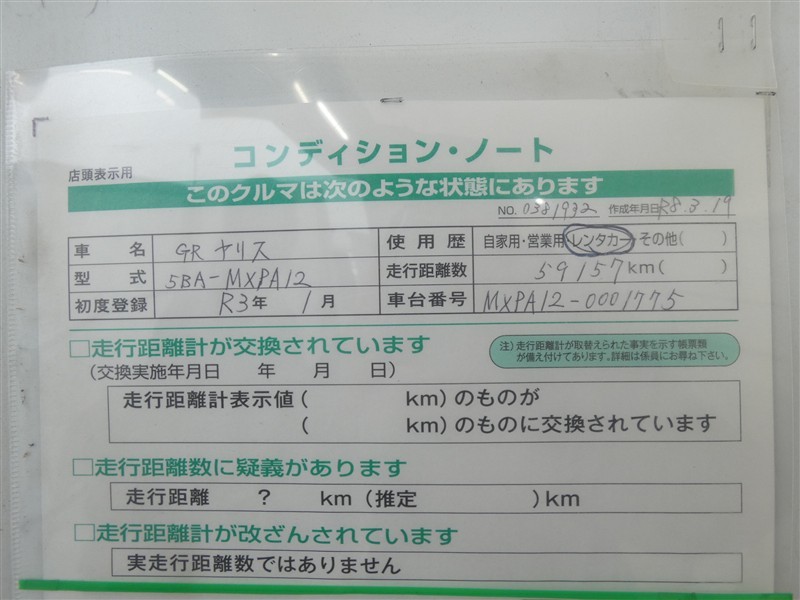 コンディション・ノート
店頭表示用
このクルマは次のような状態にあります
NO. 0381932 作成年月日R8.3.19
車名 GRヤリス 使用歴 自家用・営業用・レンタカー・その他( )
型式 5BA-MXPA12 走行距離数 59157km( )
初度登録 R3年 1月 車台番号 MXPA12-0001775
□走行距離計が交換されています
注）走行距離計が取替えられた事実を示す帳票類
が備え付けてあります。詳細は係員にお尋ね下さい。
(交換実施年月日 年 月 日)
走行距離計表示値( km)のものが
( km)のものに交換されています
□走行距離数に疑義があります
走行距離 ? km(推定 )km
□走行距離計が改ざんされています
実走行距離数ではありません